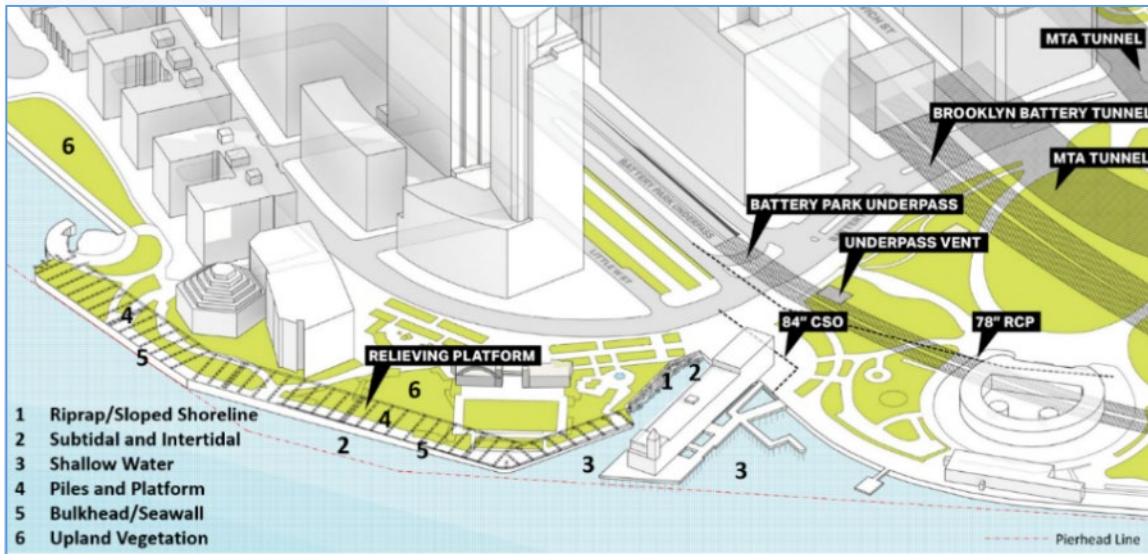 MTA TUNNEL
BROOKLYN BATTERY TUNNEL
MTA TUNNEL
6
BATTERY PARK UNDERPASS
BATTERY PARK UNDERPASS
UNDERPASS VENT
LITTLE WEST ST
84" CSO
78" RCP
4
5
RELIEVING PLATFORM
6
1 2
4
2
5
3
3
1 Riprap/Sloped Shoreline
2 Subtidal and Intertidal
3 Shallow Water
4 Piles and Platform
5 Bulkhead/Seawall
6 Upland Vegetation
Pierhead Line